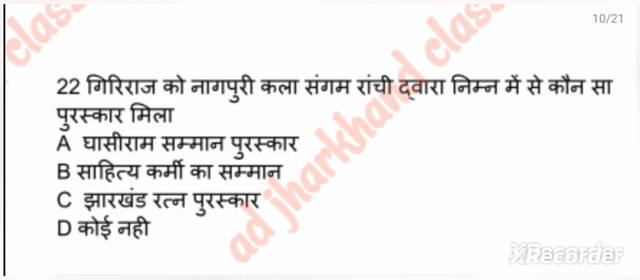 10/21
22 गिरिराज को नागपुरी कला संगम रांची द्वारा निम्न में से कौन सा
पुरस्कार मिला
A घासीराम सम्मान पुरस्कार
B साहित्य कर्मी का सम्मान
C झारखंड रत्न पुरस्कार
D कोई नही
ad jharkhand classes
class
XRecorder